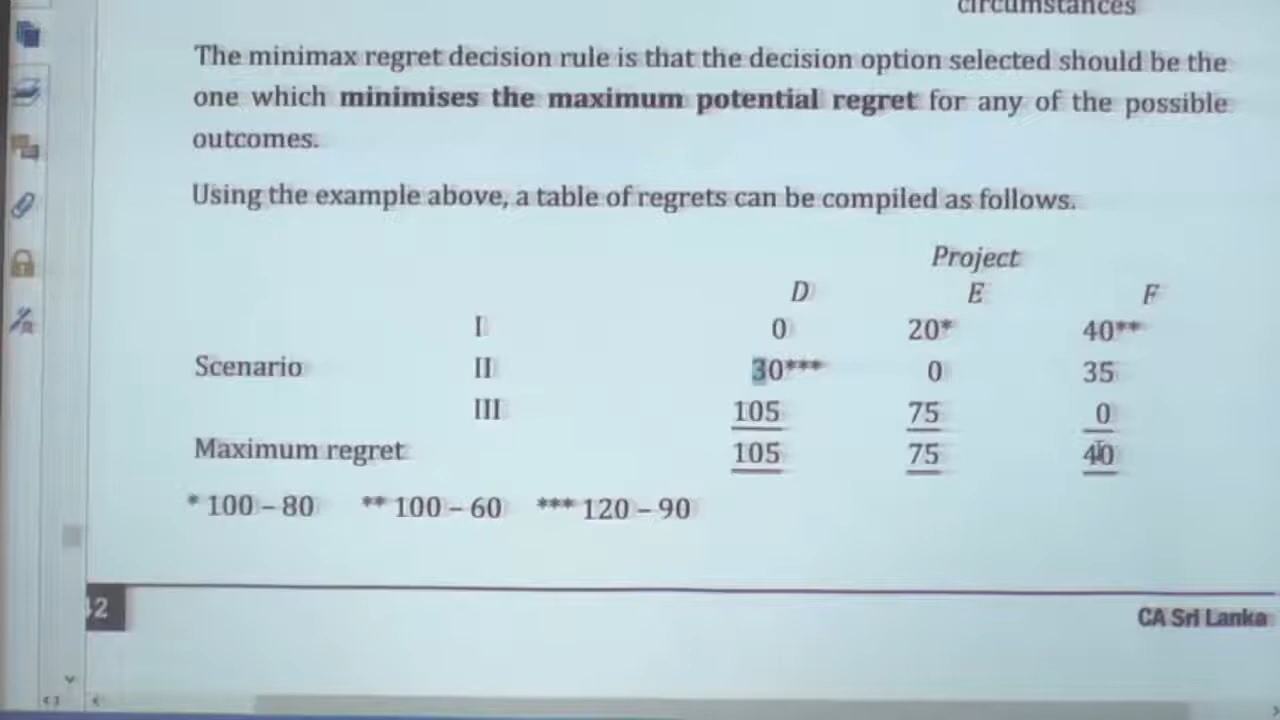 circumstances
The minimax regret decision rule is that the decision option selected should be the
one which minimises the maximum potential regret for any of the possible
outcomes.
Using the example above, a table of regrets can be compiled as follows.
Project
D E F
I 0 20* 40**
Scenario II 30*** 0 35
III 105 75 0
Maximum regret 105 75 40
* 100 – 80 ** 100 – 60 *** 120 – 90
CA Sri Lanka